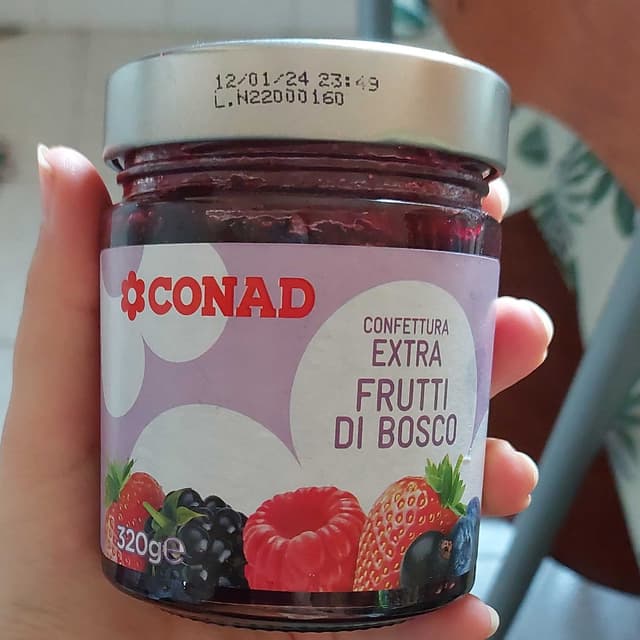 12/01/24 23:49
L.N22000160
CONAD
CONFETTURA
EXTRA
FRUTTI
DI BOSCO
320g℮